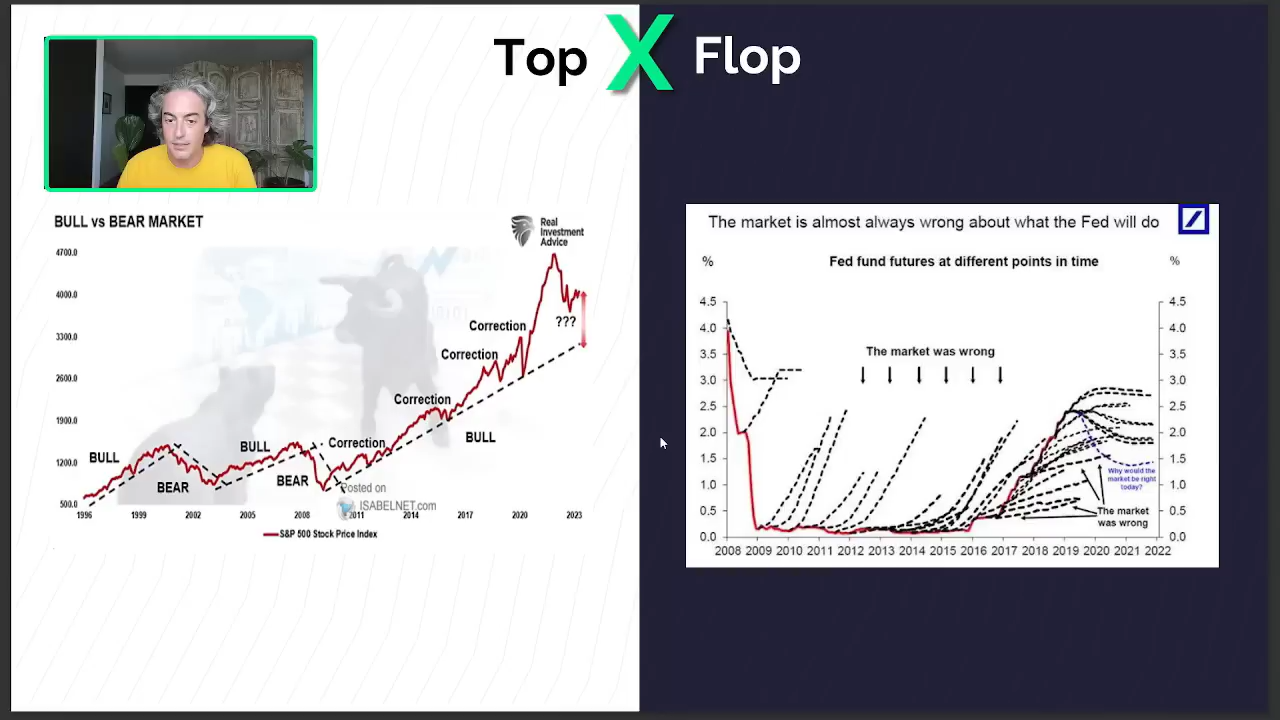 Top X Flop
BULL vs BEAR MARKET
Real
Investment
Advice
4700.0
4000.0
3300.0
2600.0
1900.0
1200.0
500.0
???
Correction
Correction
Correction
Correction
BULL
BULL
BULL
BEAR
BEAR
Posted on
ISABELNET.com
1996 1999 2002 2005 2008 2011 2014 2017 2020 2023
S&P 500 Stock Price Index
The market is almost always wrong about what the Fed will do
% Fed fund futures at different points in time %
4.5 4.5
4.0 4.0
3.5 3.5
3.0 3.0
2.5 2.5
2.0 2.0
1.5 1.5
1.0 1.0
0.5 0.5
0.0 0.0
The market was wrong
Why would the
market be right
today?
The market
was wrong
2008 2009 2010 2011 2012 2013 2014 2015 2016 2017 2018 2019 2020 2021 2022